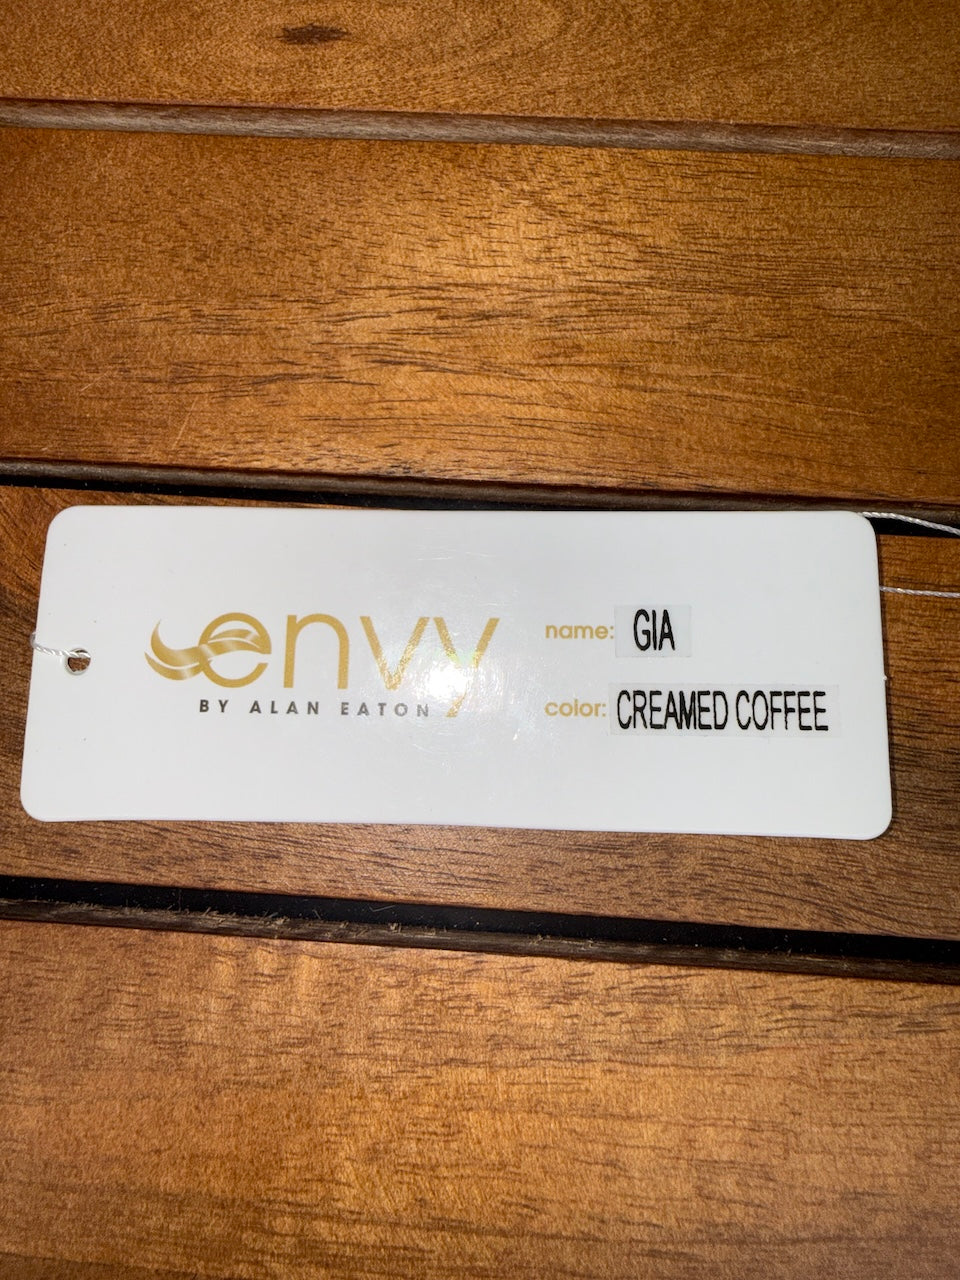 envy
BY ALAN EATON
name: GIA
color: CREAMED COFFEE